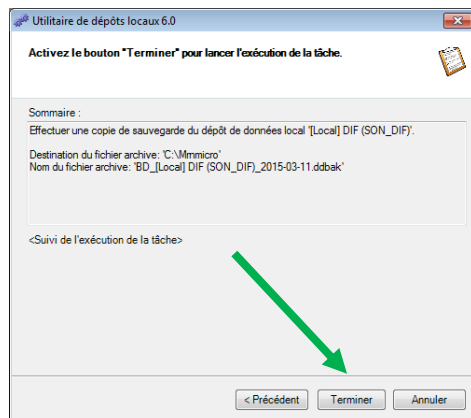 Utilitaire de dépôts locaux 6.0
Activez le bouton "Terminer" pour lancer l'exécution de la tâche.
Sommaire :
Effectuer une copie de sauvegarde du dépôt de données local '[Local] DIF (SON_DIF)'.
Destination du fichier archive: 'C:\Mmmicro'
Nom du fichier archive: 'BD_[Local] DIF (SON_DIF)_2015-03-11.ddbak'
<Suivi de l'exécution de la tâche>
< Précédent
Terminer
Annuler